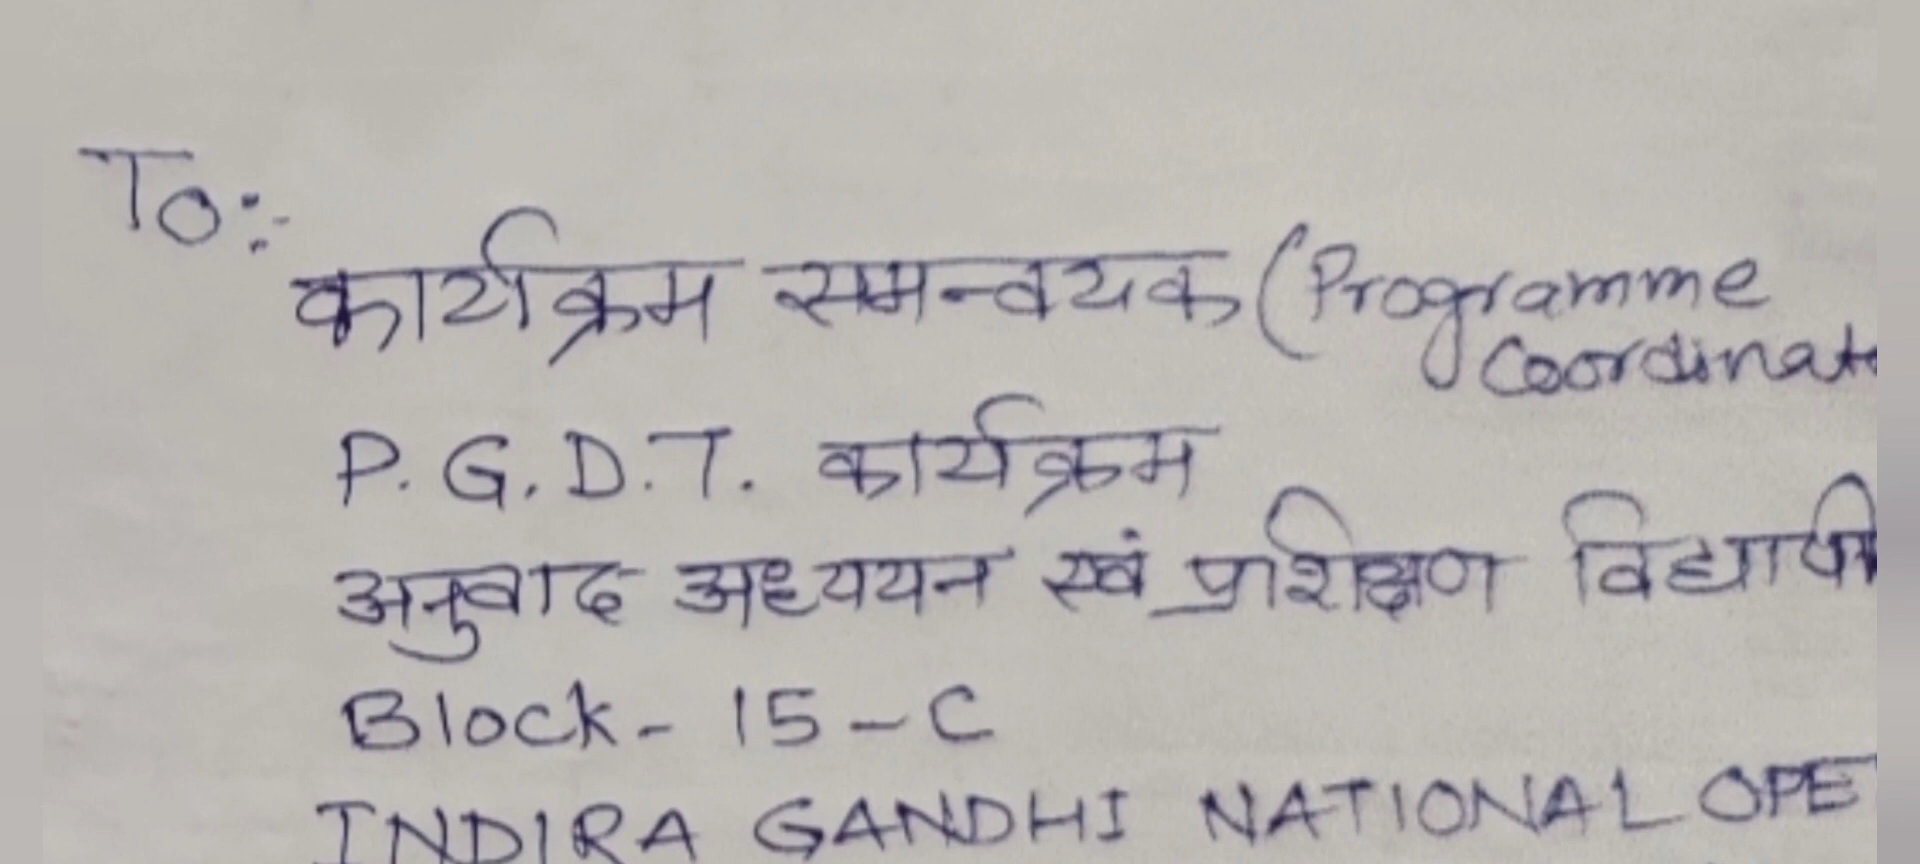 To:-
कार्यक्रम समन्वयक (Programme
Coordinat
P.G.D.T. कार्यक्रम
अनुवाद अध्ययन एवं प्रशिक्षण विद्यापी
Block- 15-C
INDIRA GANDHI NATIONAL OPE